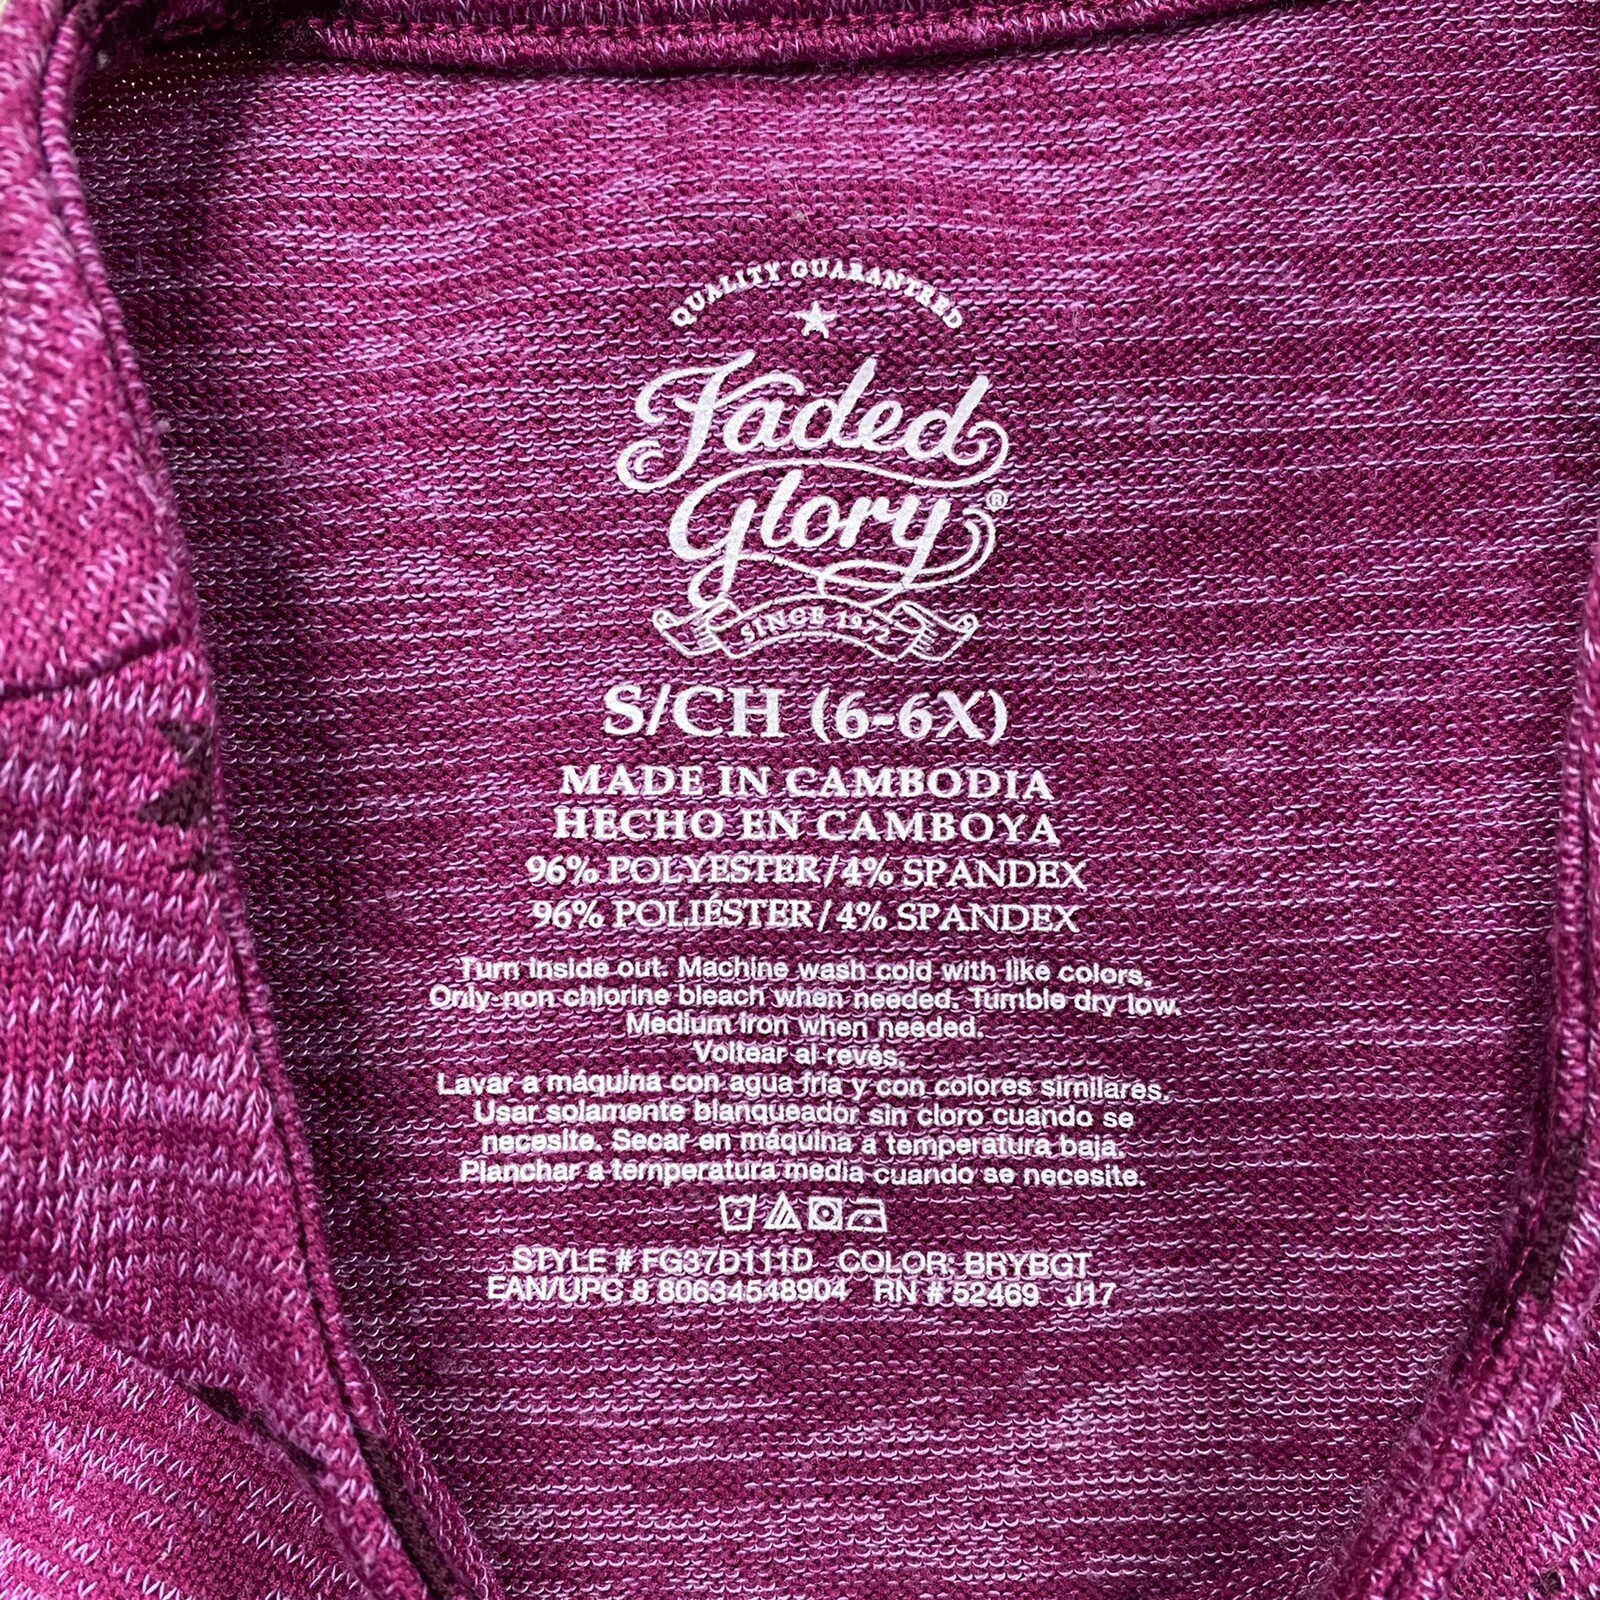 QUALITY GUARANTEED
Faded
Glory®
SINCE 1972
S/CH (6-6X)
MADE IN CAMBODIA
HECHO EN CAMBOYA
96% POLYESTER/4% SPANDEX
96% POLIÉSTER/4% SPANDEX
Turn inside out. Machine wash cold with like colors.
Only non chlorine bleach when needed. Tumble dry low.
Medium iron when needed.
Voltear al revés.
Lavar a máquina con agua fría y con colores similares.
Usar solamente blanqueador sin cloro cuando se
necesite. Secar en máquina a temperatura baja.
Planchar a temperatura media cuando se necesite.
STYLE # FG37D111D COLOR: BRYBGT
EAN/UPC 8 80634548904 RN # 52469 J17